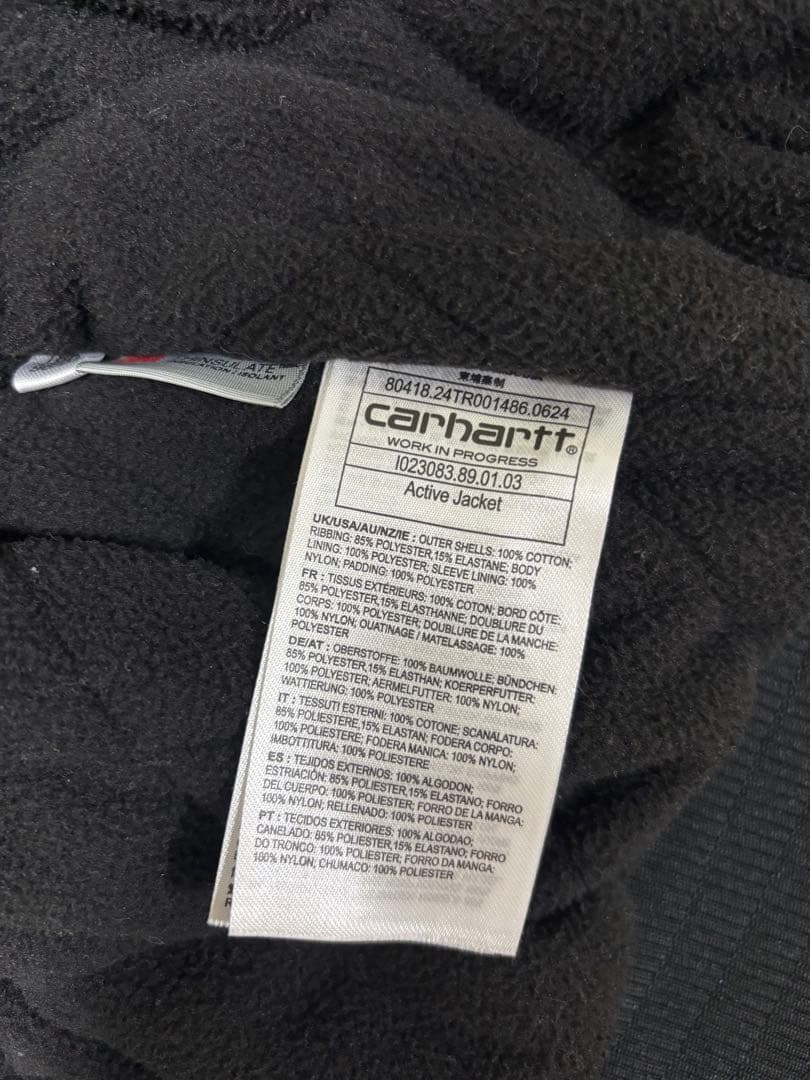 NSULATE
ISOLANT
柬埔寨制
80418.24TR001486.0624
carhartt®
WORK IN PROGRESS
I023083.89.01.03
Active Jacket
UK/USA/AU/NZ/IE : OUTER SHELLS: 100% COTTON;
RIBBING: 85% POLYESTER,15% ELASTANE; BODY
LINING: 100% POLYESTER; SLEEVE LINING: 100%
NYLON; PADDING: 100% POLYESTER
FR : TISSUS EXTÉRIEURS: 100% COTON; BORD CÔTE:
85% POLYESTER,15% ELASTHANNE; DOUBLURE DU
CORPS: 100% POLYESTER; DOUBLURE DE LA MANCHE:
100% NYLON; OUATINAGE / MATELASSAGE: 100%
POLYESTER
DE/AT : OBERSTOFFE: 100% BAUMWOLLE; BÜNDCHEN:
85% POLYESTER,15% ELASTHAN; KOERPERFUTTER:
100% POLYESTER; AERMELFUTTER: 100% NYLON;
WATTIERUNG: 100% POLYESTER
IT : TESSUTI ESTERNI: 100% COTONE; SCANALATURA:
85% POLIESTERE,15% ELASTAN; FODERA CORPO:
100% POLIESTERE; FODERA MANICA: 100% NYLON;
IMBOTTITURA: 100% POLIESTERE
ES : TEJIDOS EXTERNOS: 100% ALGODON;
ESTRIACIÓN: 85% POLIESTER,15% ELASTANO; FORRO
DEL CUERPO: 100% POLIESTER; FORRO DE LA MANGA:
100% NYLON; RELLENADO: 100% POLIESTER
PT : TECIDOS EXTERIORES: 100% ALGODAO;
CANELADO: 85% POLIESTER,15% ELASTANO; FORRO
DO TRONCO: 100% POLIESTER; FORRO DA MANGA:
100% NYLON; CHUMACO: 100% POLIESTER